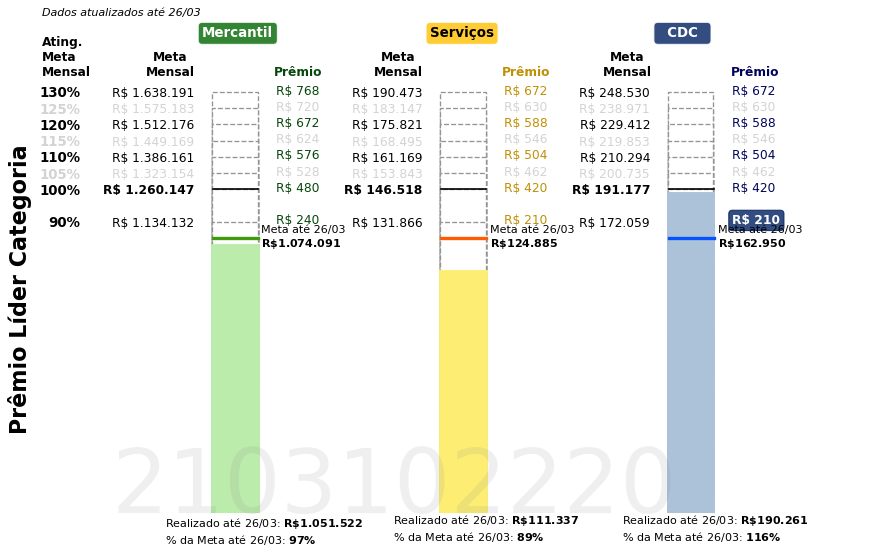 Dados atualizados até 26/03
Mercantil Serviços CDC
Ating. Meta Mensal Meta Mensal Prêmio Meta Mensal Prêmio Meta Mensal Prêmio
130% R$ 1.638.191 R$ 768 R$ 190.473 R$ 672 R$ 248.530 R$ 672
125% R$ 1.575.183 R$ 720 R$ 183.147 R$ 630 R$ 238.971 R$ 630
120% R$ 1.512.176 R$ 672 R$ 175.821 R$ 588 R$ 229.412 R$ 588
115% R$ 1.449.169 R$ 624 R$ 168.495 R$ 546 R$ 219.853 R$ 546
110% R$ 1.386.161 R$ 576 R$ 161.169 R$ 504 R$ 210.294 R$ 504
105% R$ 1.323.154 R$ 528 R$ 153.843 R$ 462 R$ 200.735 R$ 462
100% R$ 1.260.147 R$ 480 R$ 146.518 R$ 420 R$ 191.177 R$ 420
90% R$ 1.134.132 R$ 240 R$ 131.866 R$ 210 R$ 172.059 R$ 210
Meta até 26/03 Meta até 26/03 Meta até 26/03
R$1.074.091 R$124.885 R$162.950
Prêmio Líder Categoria
2103102220
Realizado até 26/03: R$1.051.522 Realizado até 26/03: R$111.337 Realizado até 26/03: R$190.261
% da Meta até 26/03: 97% % da Meta até 26/03: 89% % da Meta até 26/03: 116%